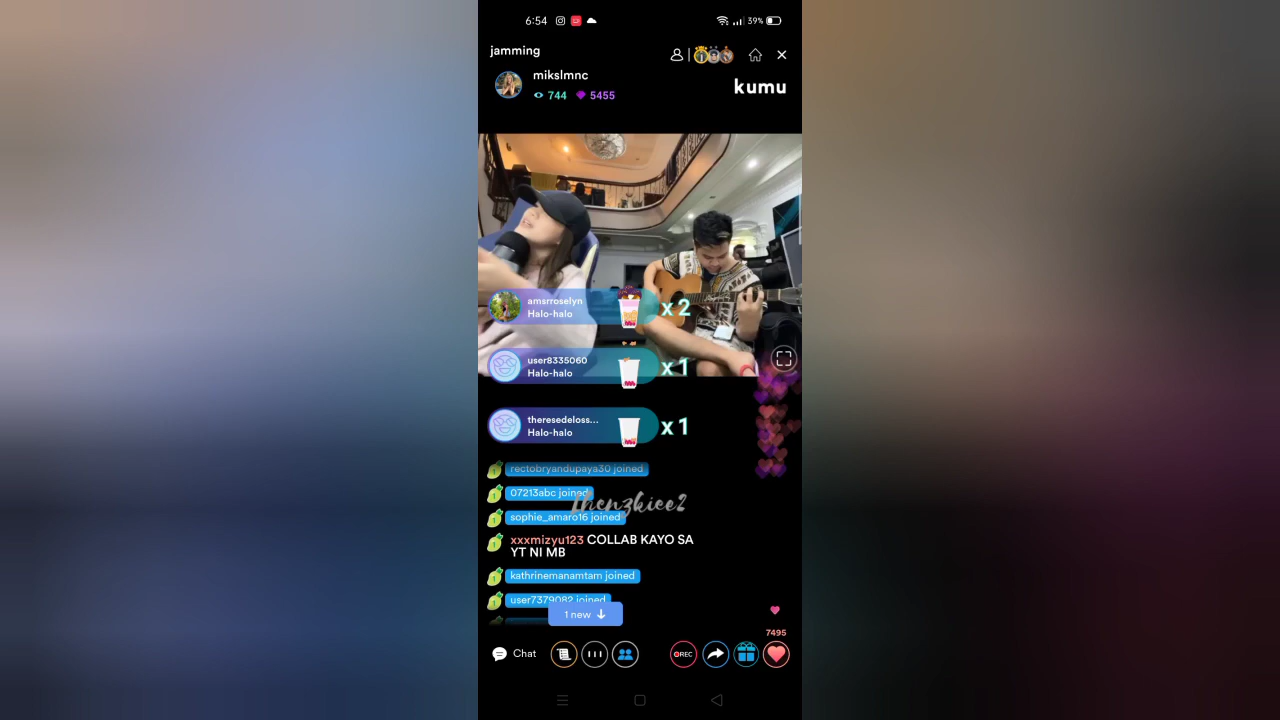 6:54
39%
jamming
mikslmnc
744 5455
kumu
amsrroselyn
Halo-halo
x 2
user8335060
Halo-halo
x 1
theresedeloss...
Halo-halo
x 1
rectobryandupaya30 joined
07213abc joined
sophie_amaro16 joined
xxxmizyu123 COLLAB KAYO SA
YT NI MB
kathrinemanamtam joined
user7379082 joined
1 new
7495
Chat
REC